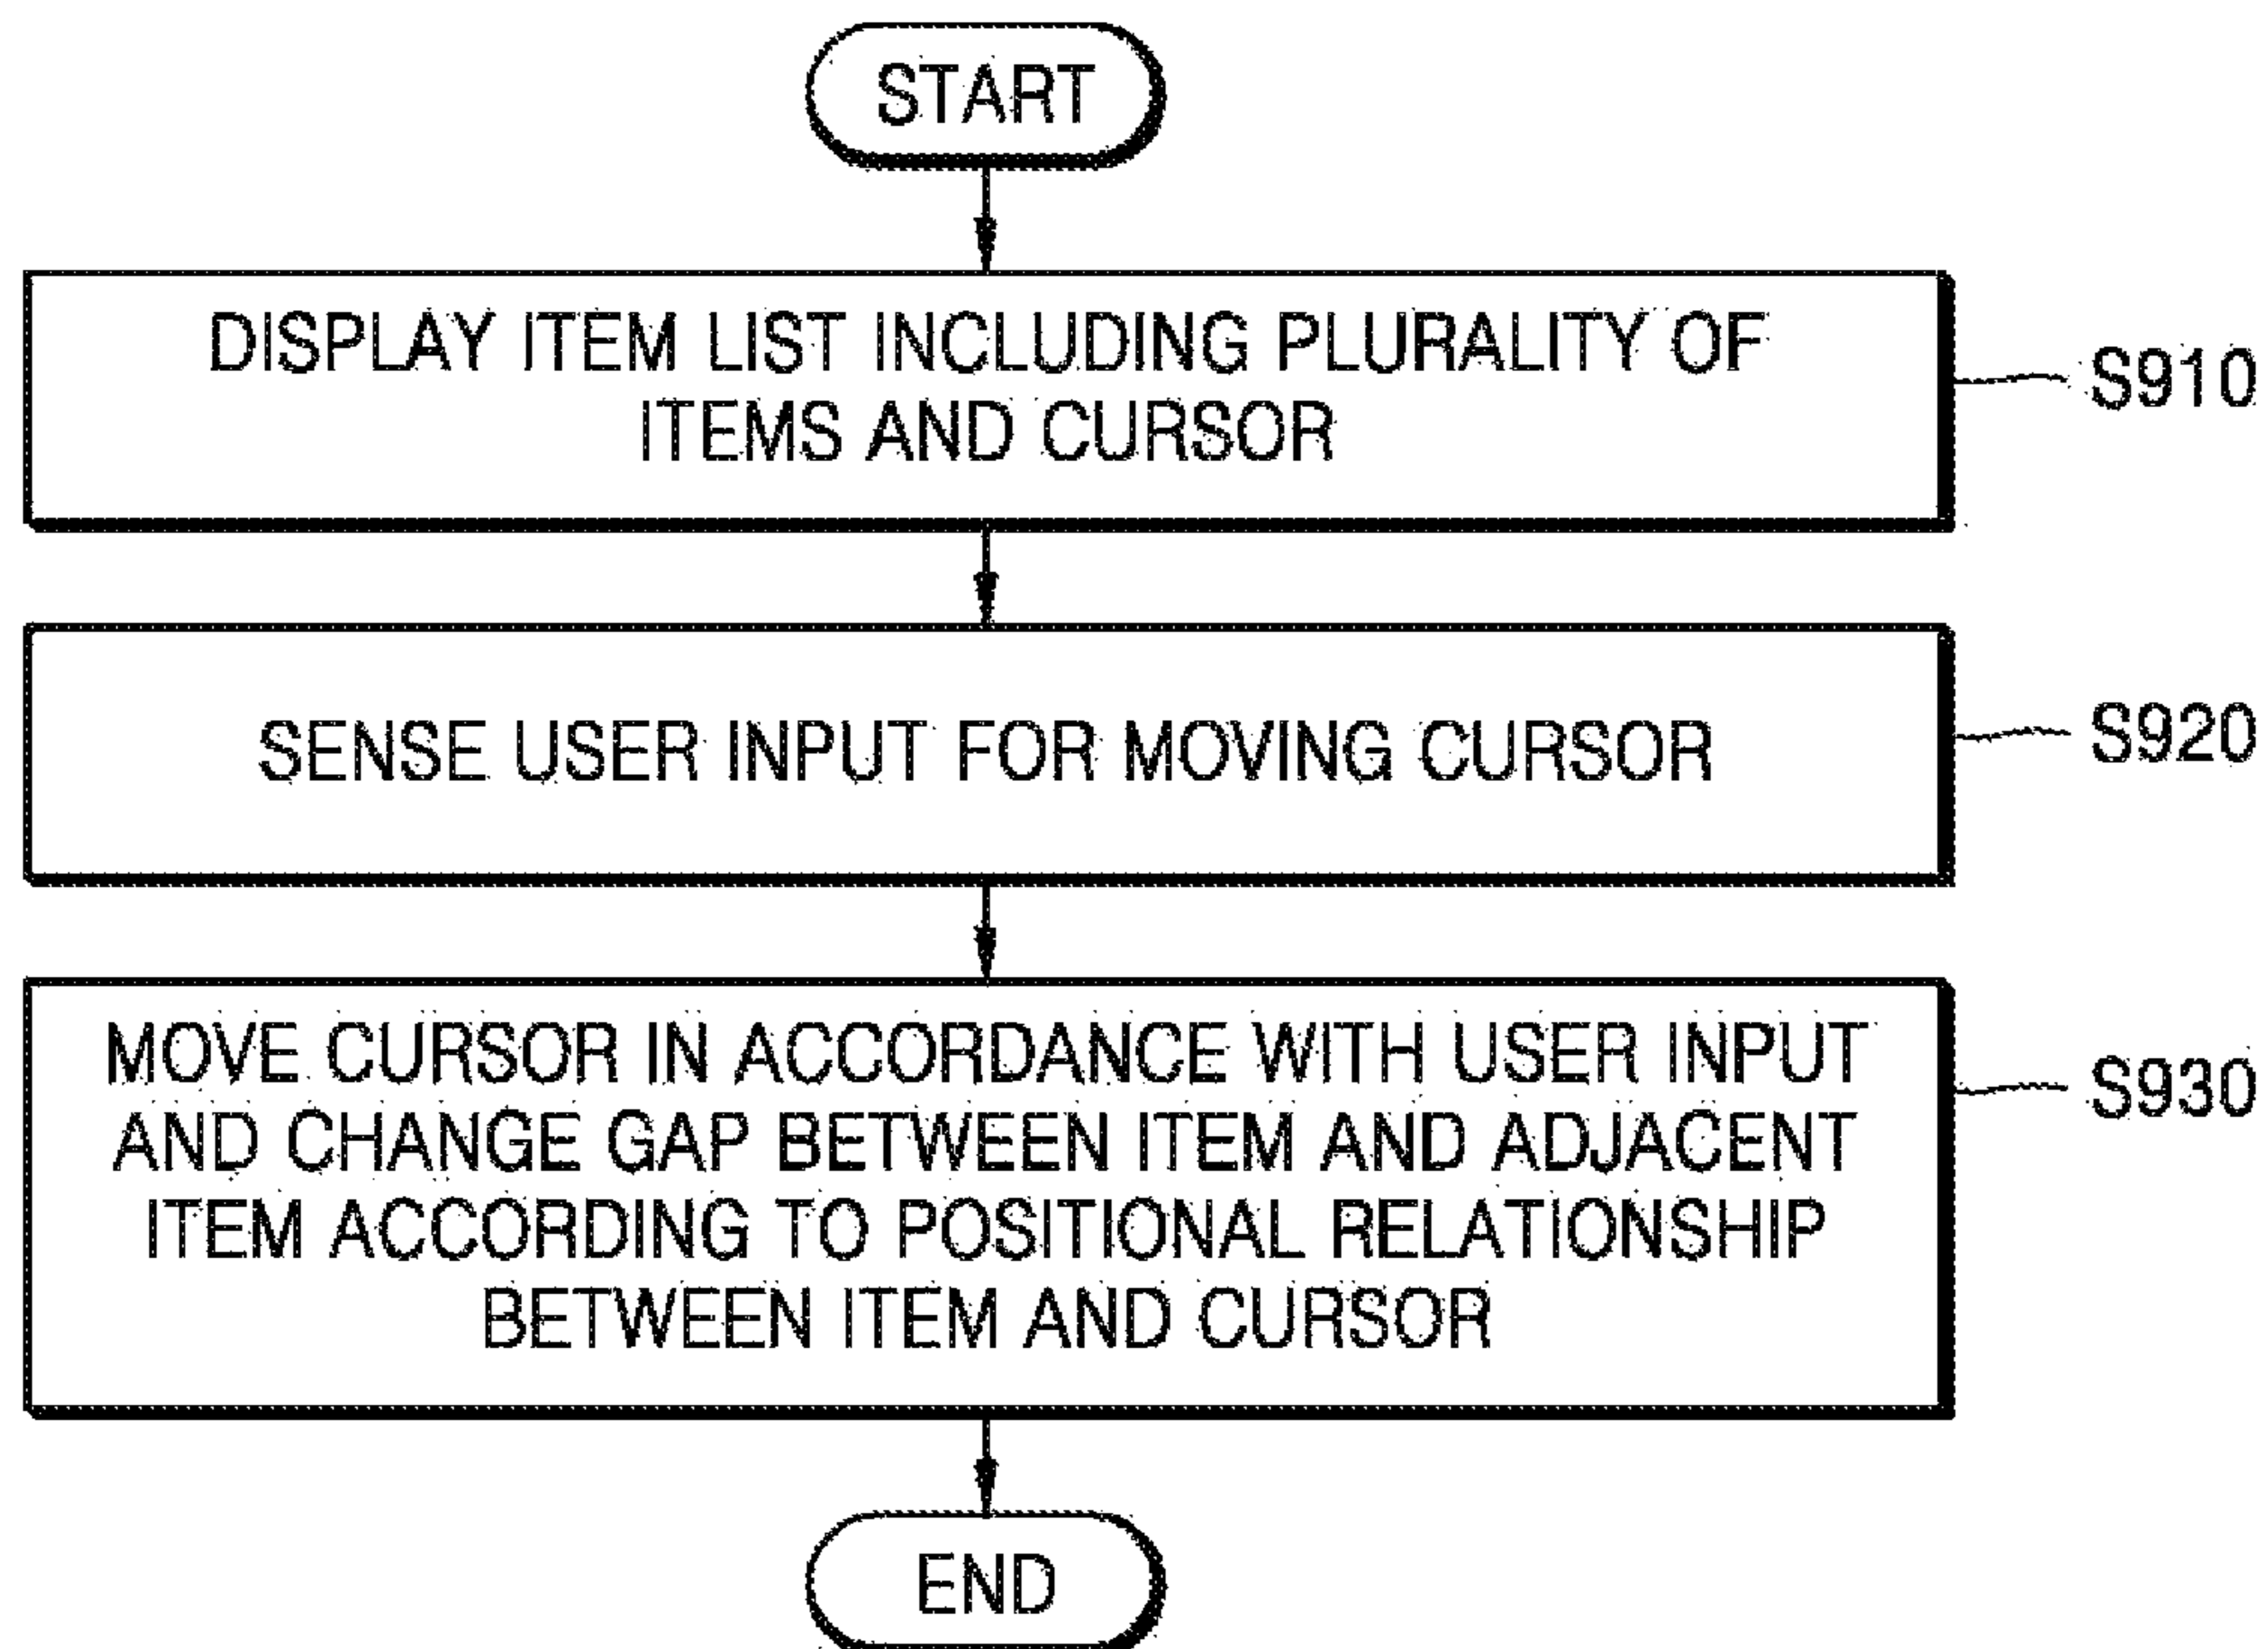 START
DISPLAY ITEM LIST INCLUDING PLURALITY OF
ITEMS AND CURSOR
S910
SENSE USER INPUT FOR MOVING CURSOR
S920
MOVE CURSOR IN ACCORDANCE WITH USER INPUT
AND CHANGE GAP BETWEEN ITEM AND ADJACENT
ITEM ACCORDING TO POSITIONAL RELATIONSHIP
BETWEEN ITEM AND CURSOR
S930
END